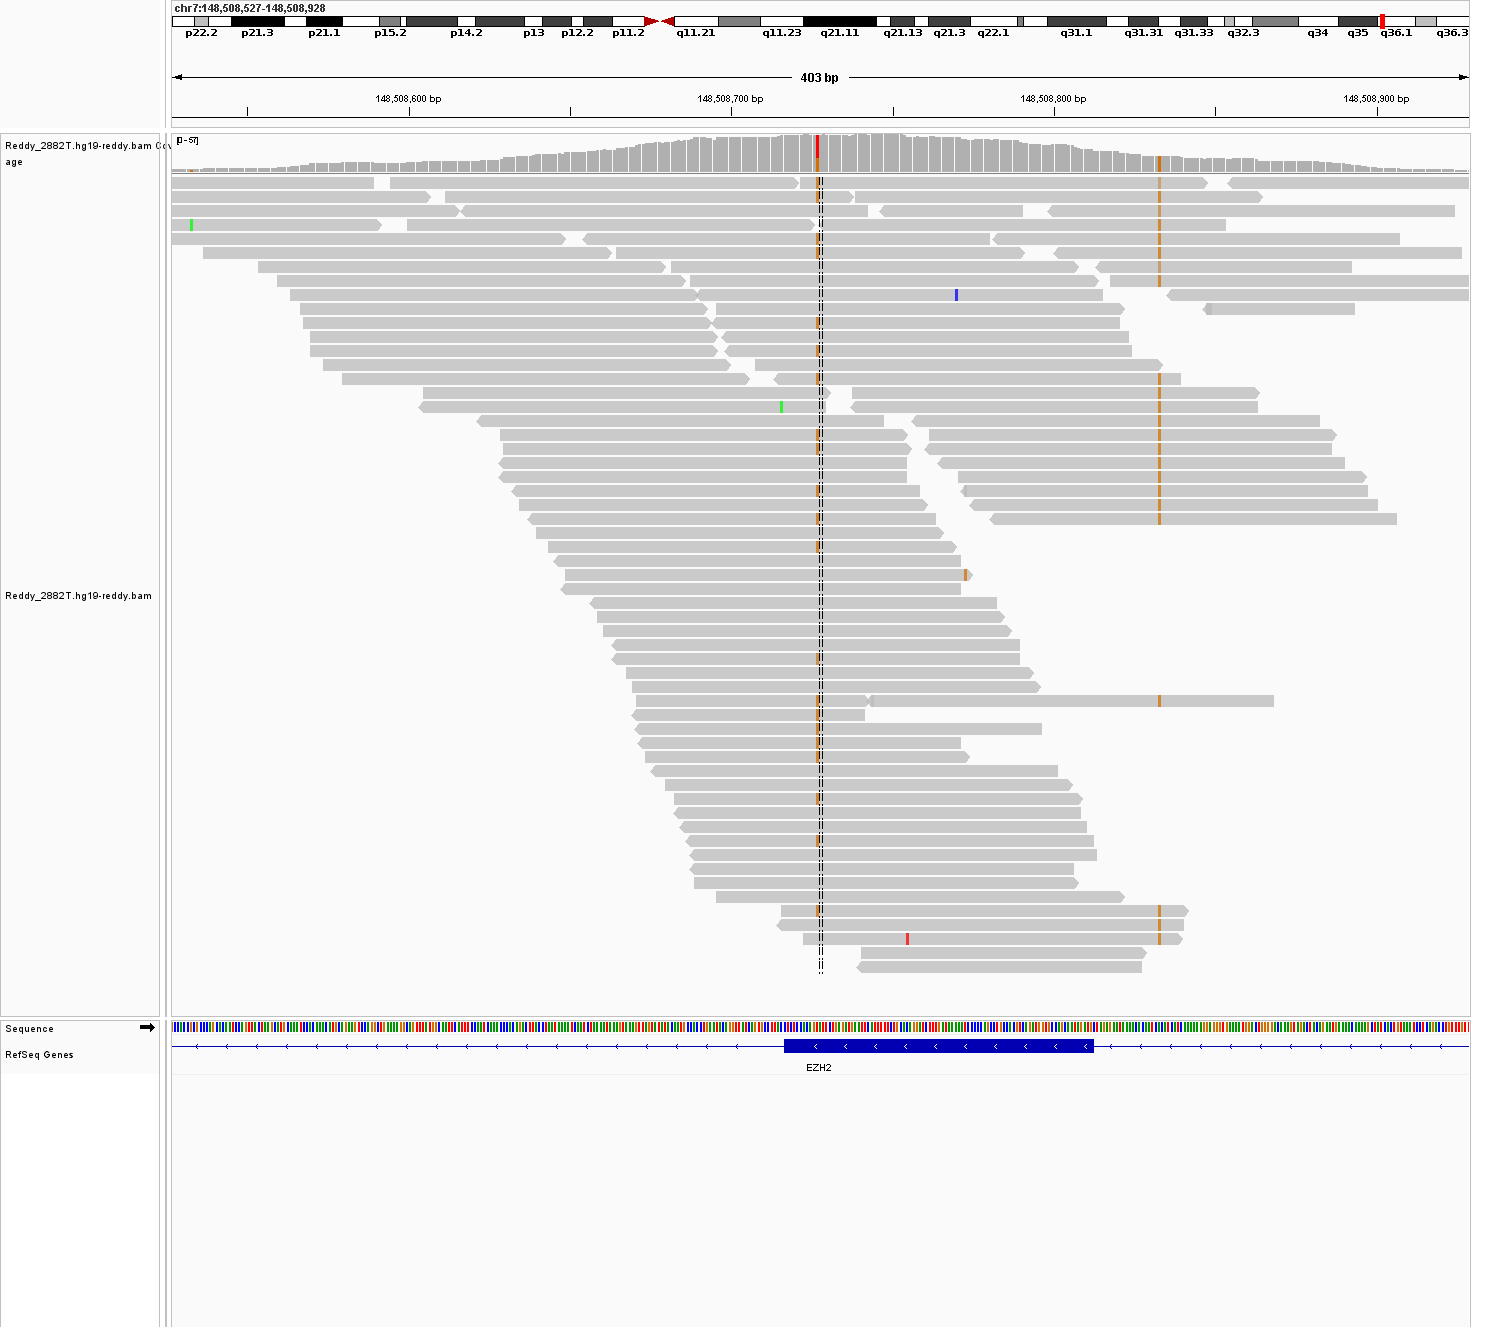 chr7:148,508,527-148,508,928
p22.2 p21.3 p21.1 p15.2 p14.2 p13 p12.2 p11.2 q11.21 q11.23 q21.11 q21.13 q21.3 q22.1 q31.1 q31.31 q31.33 q32.3 q34 q35 q36.1 q36.3
403 bp
148,508,600 bp 148,508,700 bp 148,508,800 bp 148,508,900 bp
[0 - 57]
Reddy_2882T.hg19-reddy.bam Cov
age
Reddy_2882T.hg19-reddy.bam
Sequence
RefSeq Genes
EZH2